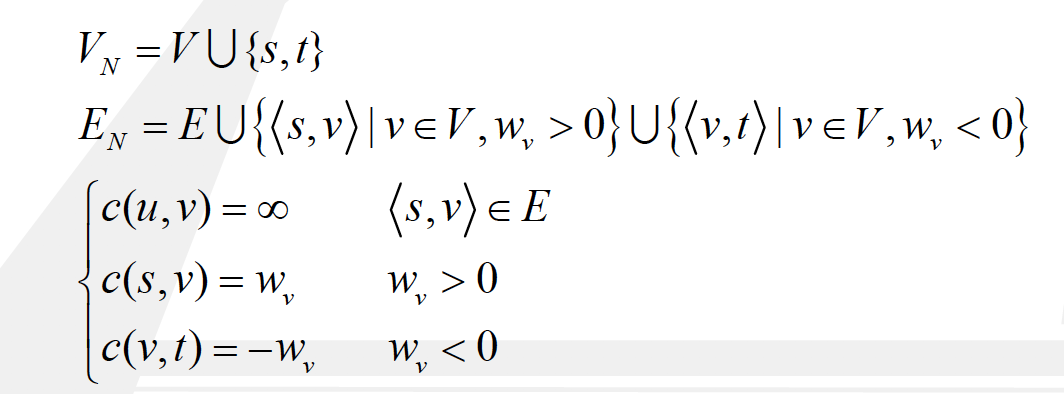 V_N = V ⋃ {s, t}
E_N = E ⋃ {⟨s, v⟩ | v ∈ V, w_v > 0} ⋃ {⟨v, t⟩ | v ∈ V, w_v < 0}
c(u, v) = ∞ ⟨s, v⟩ ∈ E
c(s, v) = w_v w_v > 0
c(v, t) = −w_v w_v < 0